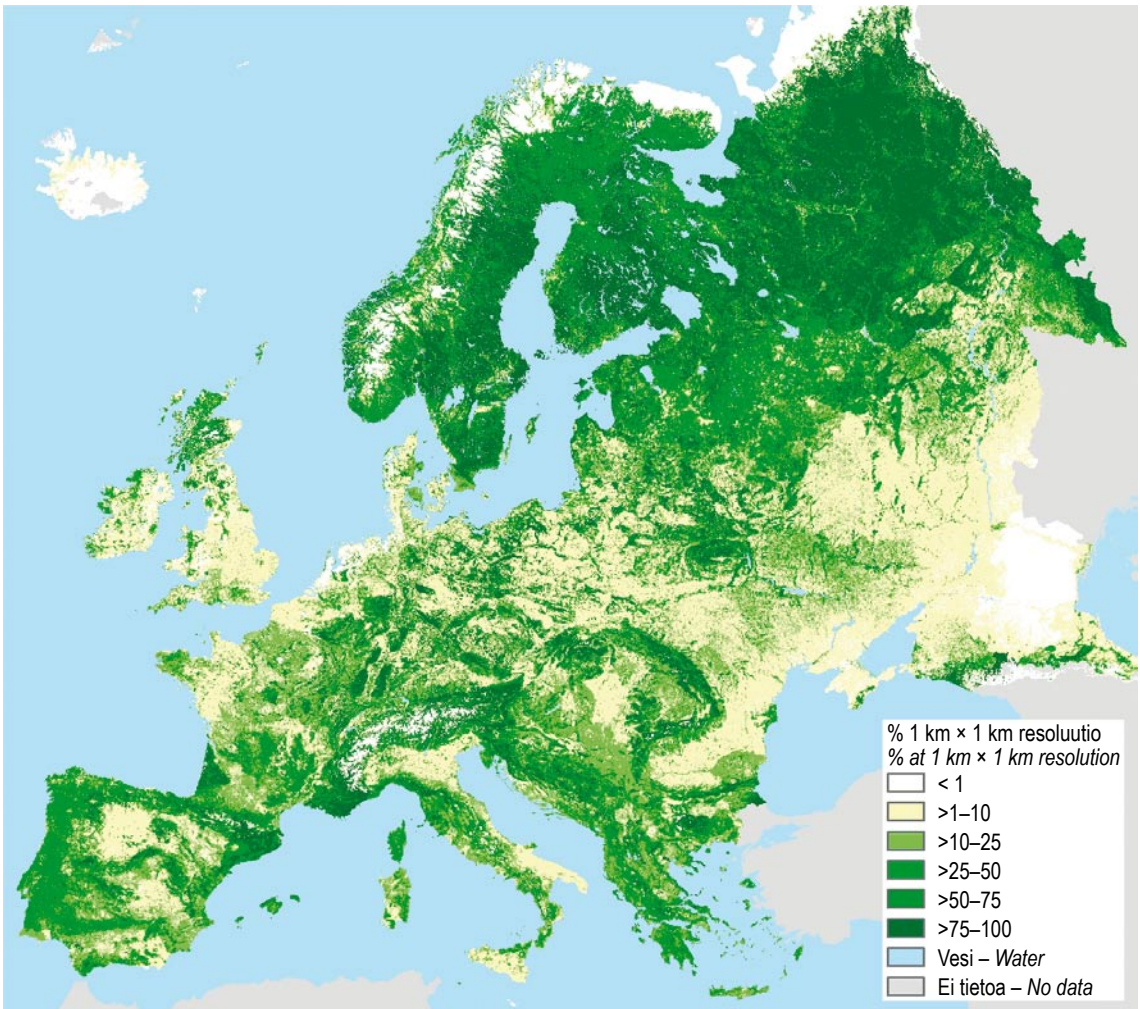 % 1 km × 1 km resoluutio
% at 1 km × 1 km resolution
< 1
>1–10
>10–25
>25–50
>50–75
>75–100
Vesi – Water
Ei tietoa – No data